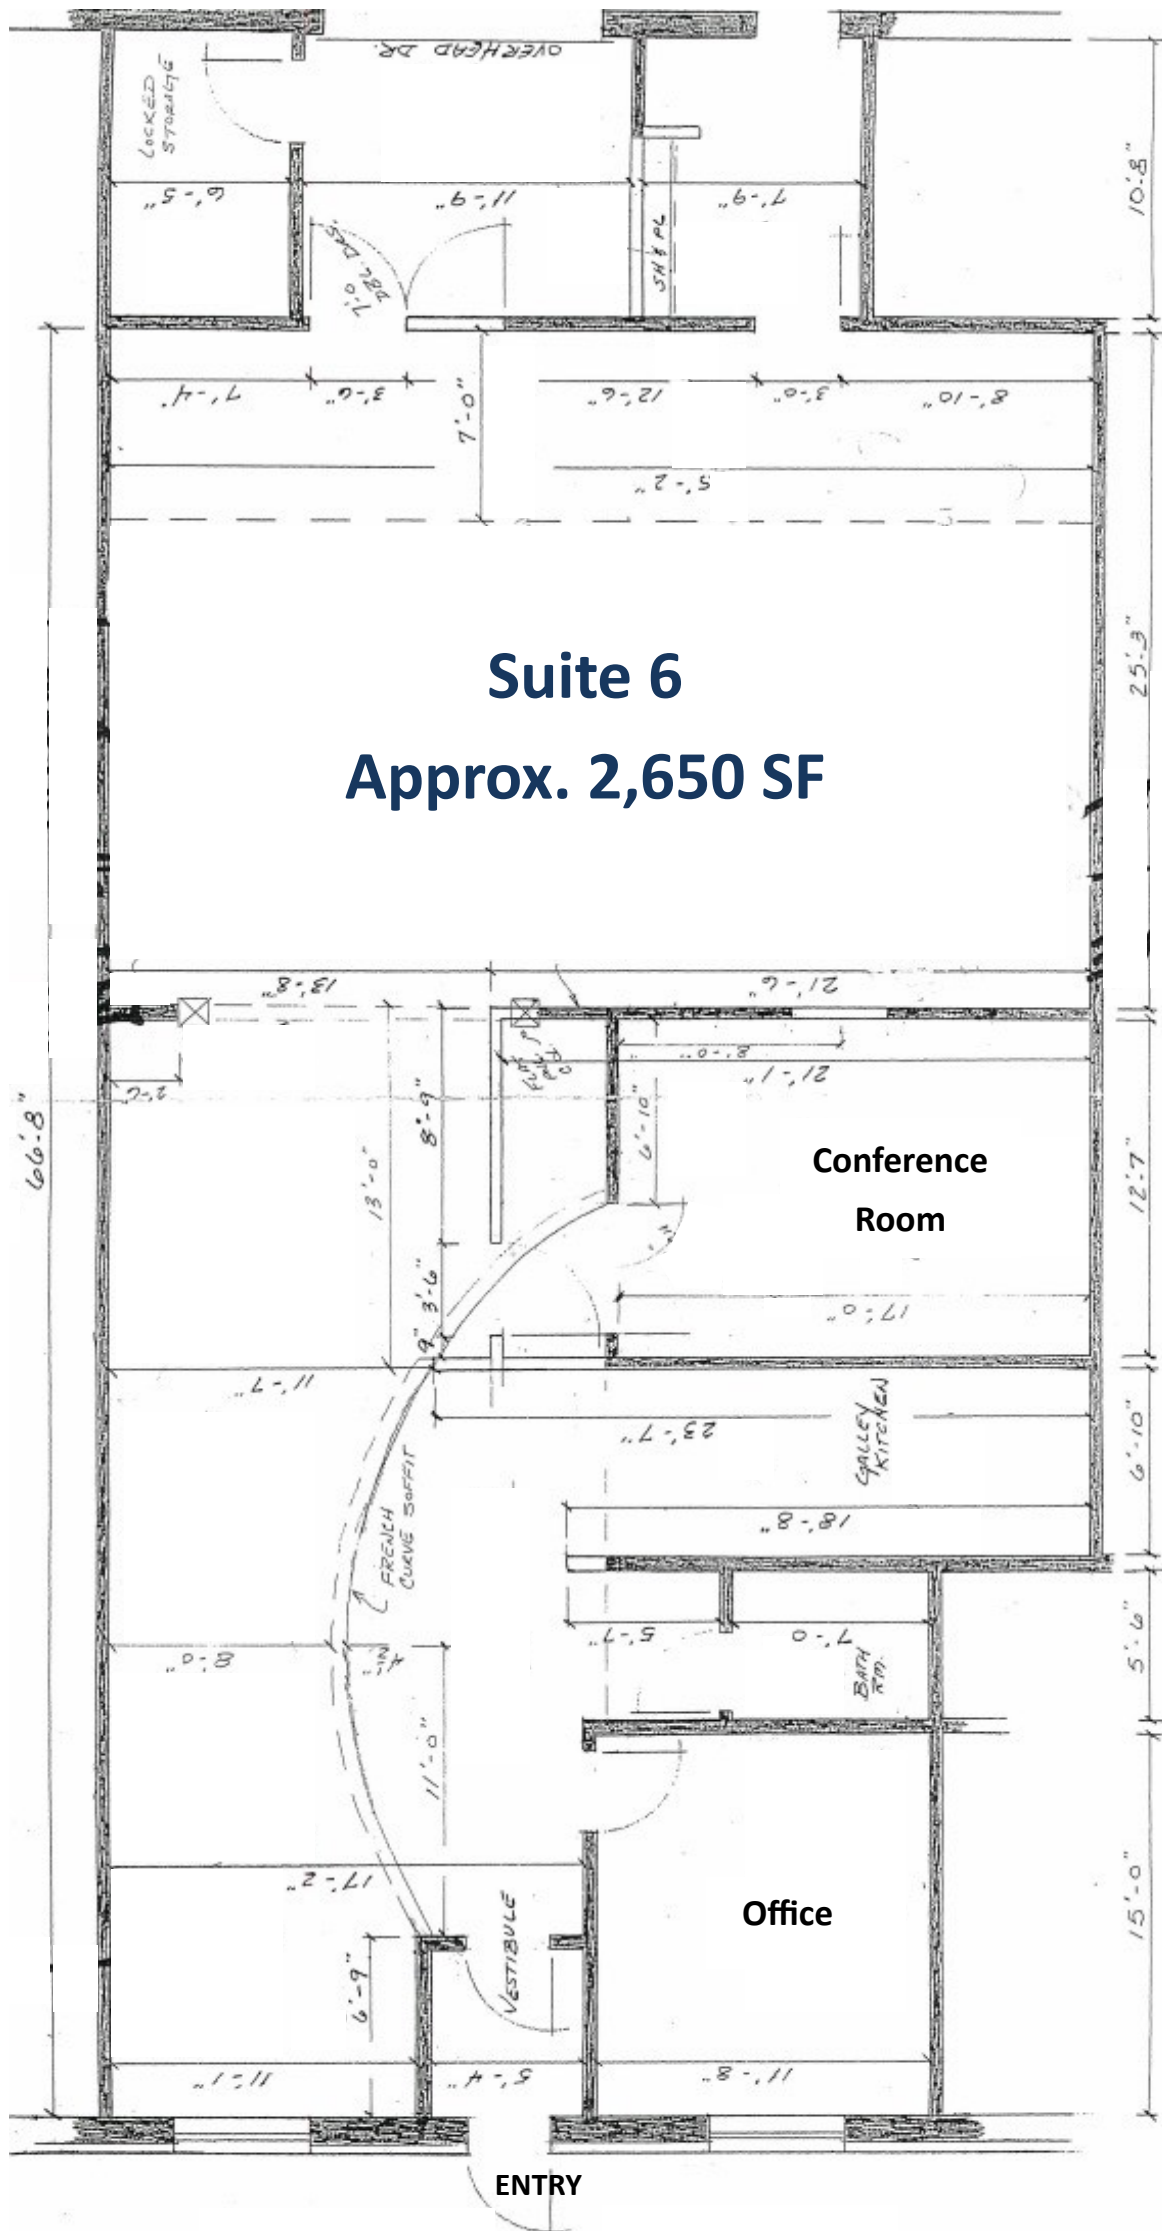 OVERHEAD DR.
LOCKED
STORAGE
6'-5"
11'-9"
7'-9"
10'-8"
SH & PL
7'-0
DBL. DRS.
7'-4"
3'-6"
12'-6"
3'-0"
8'-10"
7'-0"
5'-2"
Suite 6
Approx. 2,650 SF
25'-3"
13'-8"
21'-6"
8'-0"
21'-1"
2'-6
66'-8"
8'-9"
6'-10"
13'-0"
Conference
Room
12'-7"
3'-6"
9"
17'-0"
11'-7"
23'-7"
GALLEY
KITCHEN
6'-10"
18'-8"
FRENCH
CURVE SOFFIT
5'-7"
7'-0
BATH
RM.
5'-6"
8'-0"
11'-0"
17'-2"
VESTIBULE
Office
15'-0"
6'-9"
11'-1"
5'-4"
11'-8"
ENTRY